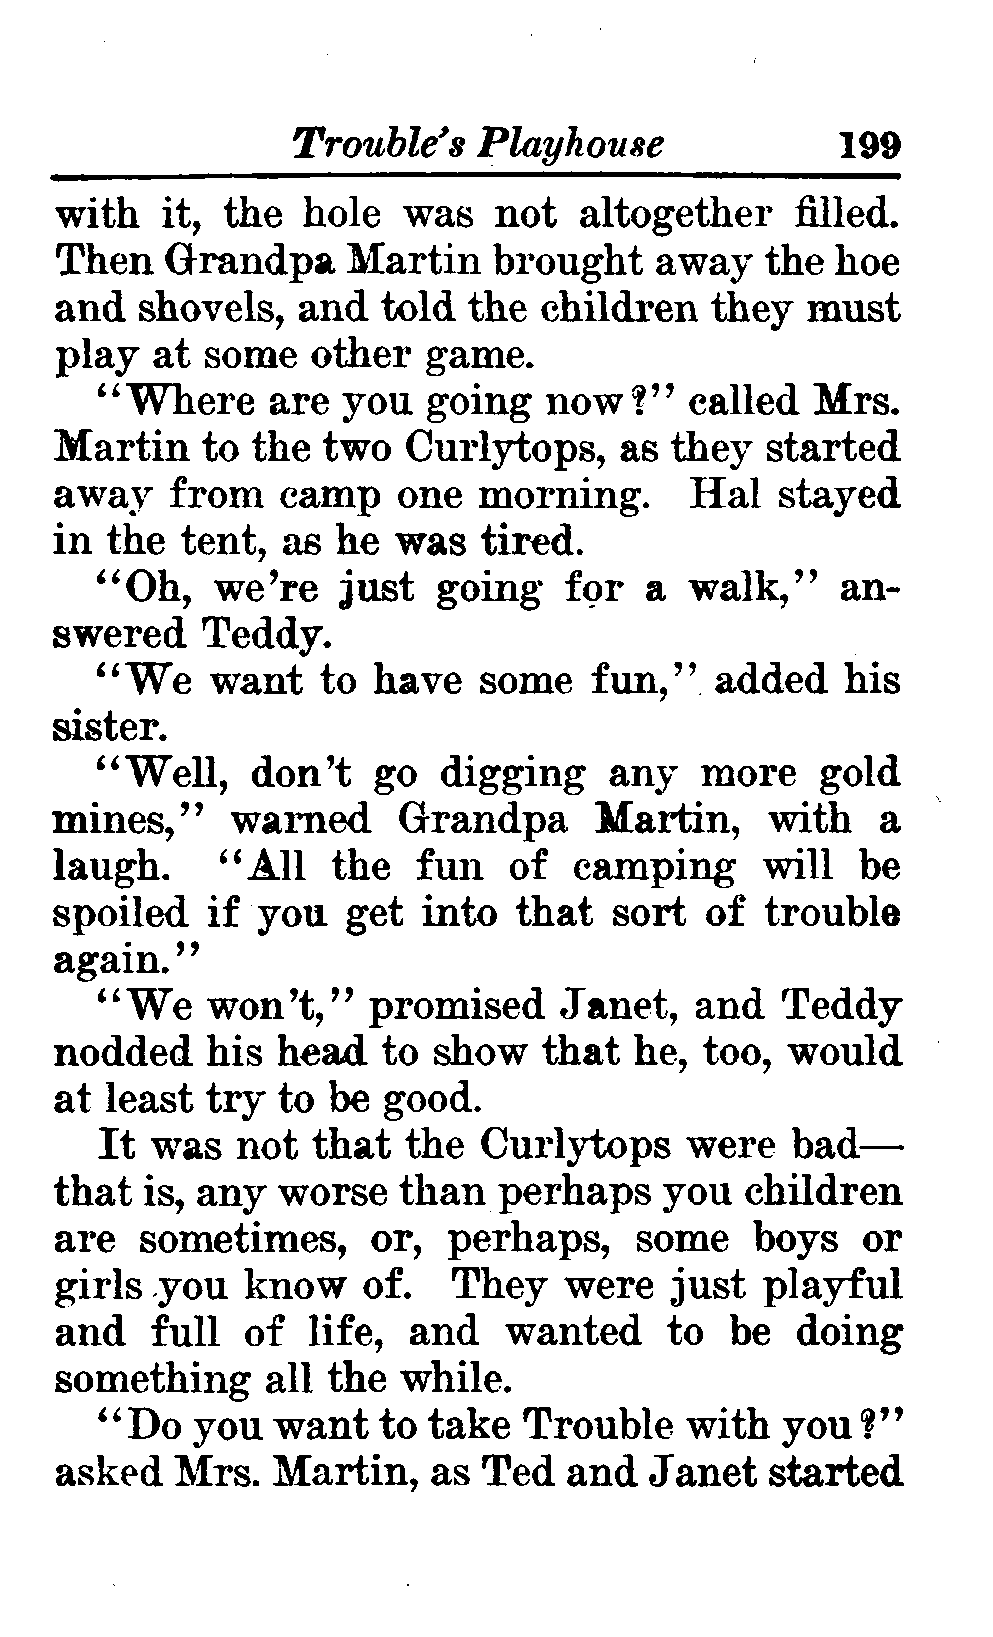 Trouble's Playhouse 199
with it, the hole was not altogether filled.
Then Grandpa Martin brought away the hoe
and shovels, and told the children they must
play at some other game.
"Where are you going now?" called Mrs.
Martin to the two Curlytops, as they started
away from camp one morning. Hal stayed
in the tent, as he was tired.
"Oh, we're just going for a walk," an-
swered Teddy.
"We want to have some fun," added his
sister.
"Well, don't go digging any more gold
mines," warned Grandpa Martin, with a
laugh. "All the fun of camping will be
spoiled if you get into that sort of trouble
again."
"We won't," promised Janet, and Teddy
nodded his head to show that he, too, would
at least try to be good.
It was not that the Curlytops were bad—
that is, any worse than perhaps you children
are sometimes, or, perhaps, some boys or
girls you know of. They were just playful
and full of life, and wanted to be doing
something all the while.
"Do you want to take Trouble with you?"
asked Mrs. Martin, as Ted and Janet started